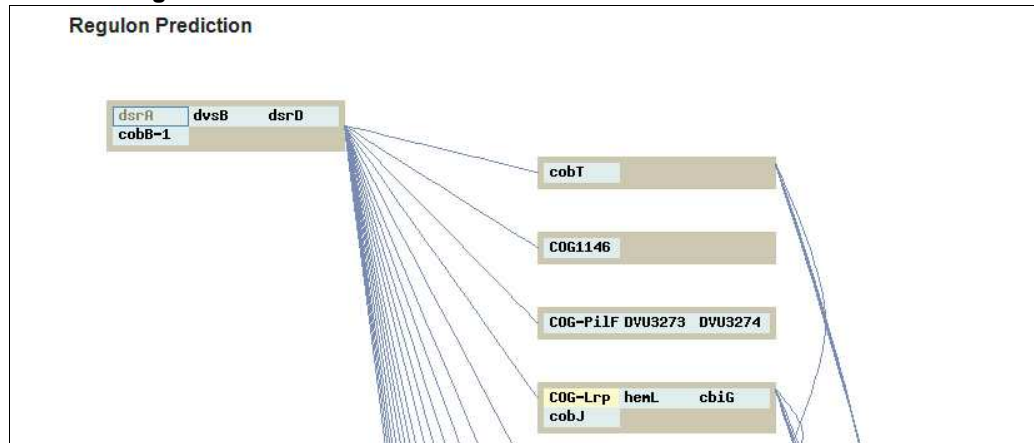 Regulon Prediction
dsrA dvsB dsrD
cobB-1
cobT
COG1146
COG-PilF DVU3273 DVU3274
COG-Lrp hemL cbiG
cobJ